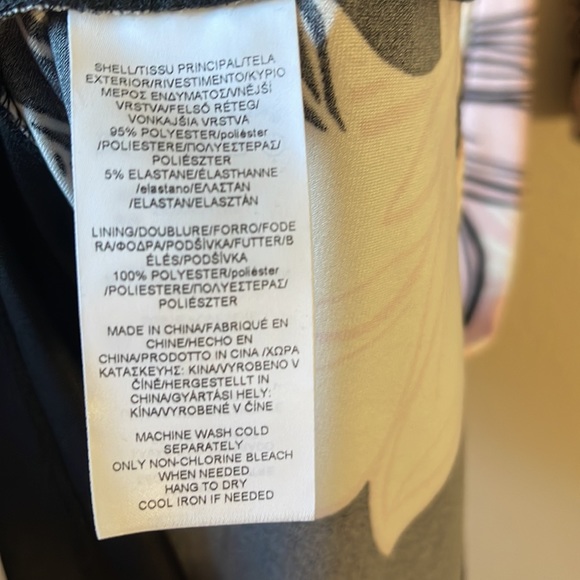 SHELL/TISSU PRINCIPAL/TELA
EXTERIOR/RIVESTIMENTO/ΚΥΡΙΟ
ΜΕΡΟΣ ΕΝΔΥΜΑΤΟΣ/VNĚJŠÍ
VRSTVA/FELSŐ RÉTEG/
VONKAJŠIA VRSTVA
95% POLYESTER/poliéster
/POLIESTERE/ΠΟΛΥΕΣΤΕΡΑΣ/
POLIÉSZTER
5% ELASTANE/ÉLASTHANNE
/elastano/ΕΛΑΣΤΑΝ
/ELASTAN/ELASZTÁN
LINING/DOUBLURE/FORRO/FODE
RA/ΦΟΔΡΑ/PODŠÍVKA/FUTTER/B
ÉLÉS/PODŠÍVKA
100% POLYESTER/poliéster
/POLIESTERE/ΠΟΛΥΕΣΤΕΡΑΣ/
POLIÉSZTER
MADE IN CHINA/FABRIQUÉ EN
CHINE/HECHO EN
CHINA/PRODOTTO IN CINA /ΧΩΡΑ
ΚΑΤΑΣΚΕΥΗΣ: ΚΙΝΑ/VYROBENO V
ČÍNĚ/HERGESTELLT IN
CHINA/GYÁRTÁSI HELY:
KÍNA/VYROBENÉ V ČÍNE
MACHINE WASH COLD
SEPARATELY
ONLY NON-CHLORINE BLEACH
WHEN NEEDED
HANG TO DRY
COOL IRON IF NEEDED